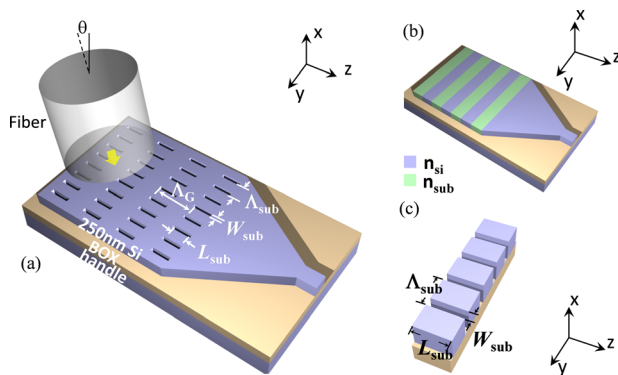 θ
x
z
y
Fiber
Λ_G
Λ_sub
W_sub
L_sub
250nm Si
BOX
handle
(a)
(b)
x
z
y
n_si
n_sub
(c)
Λ_sub
L_sub
W_sub
x
z
y